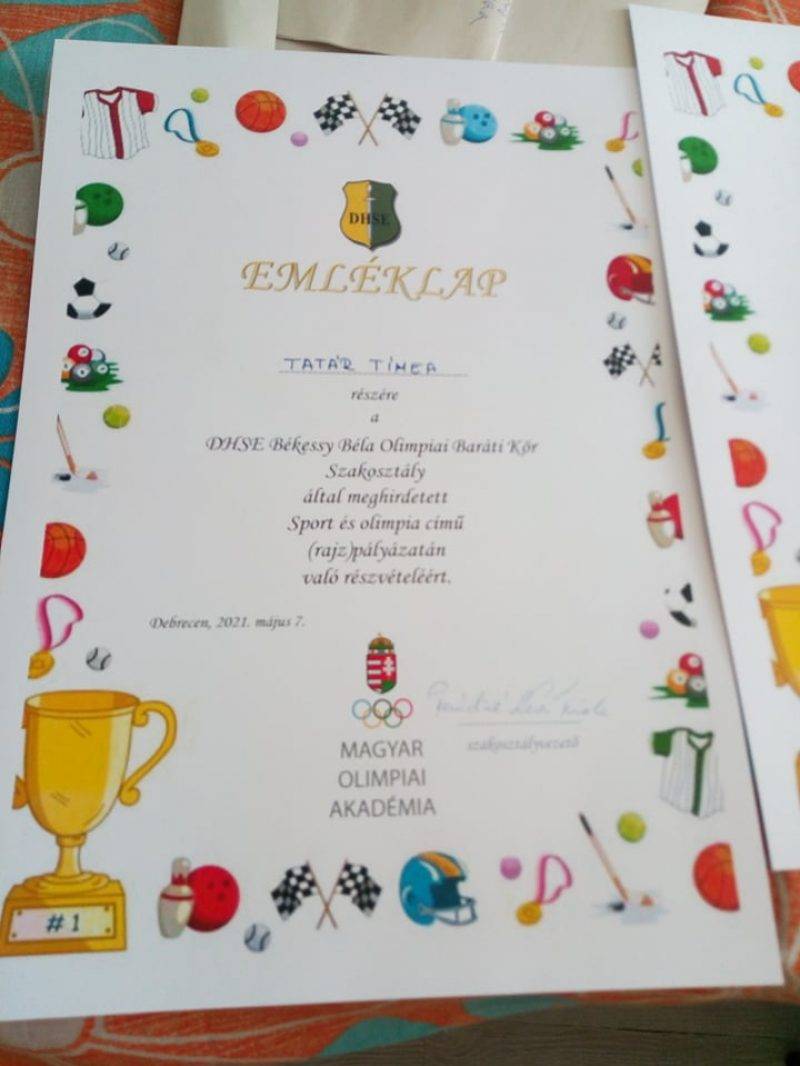 DHSE
EMLÉKLAP
TATÁR TÍMEA
részére
a
DHSE Békessy Béla Olimpiai Baráti Kör
Szakosztály
által meghirdetett
Sport és olimpia című
(rajz)pályázatán
való részvételéért.
Debrecen, 2021. május 7.
szakosztályvezető
MAGYAR
OLIMPIAI
AKADÉMIA
#1